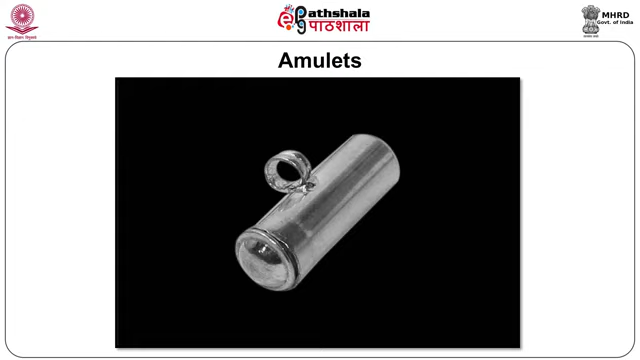 Pathshala
पाठशाला
MHRD
Govt. of India
Amulets